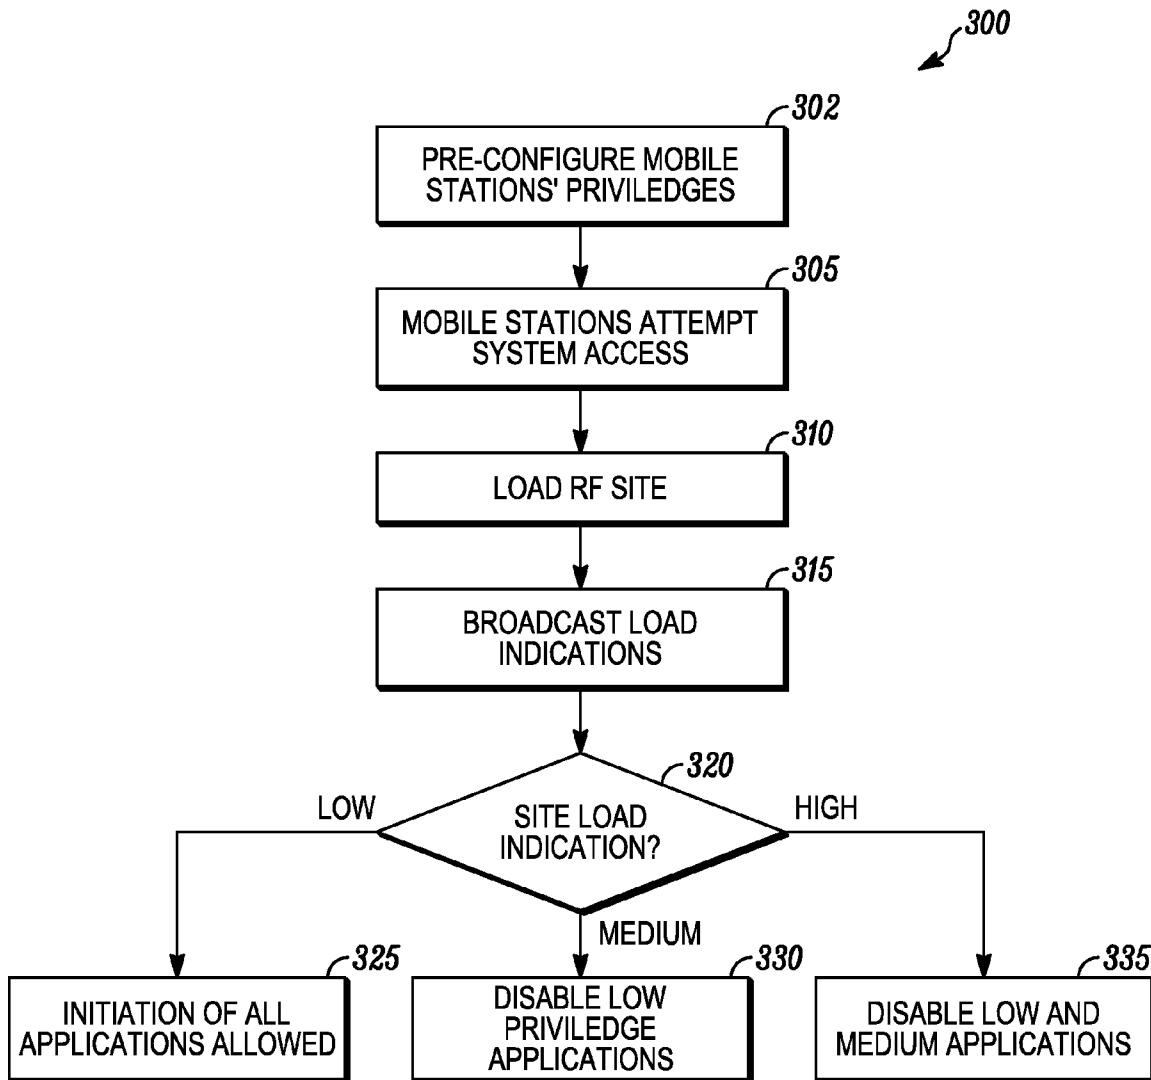 300
302
PRE-CONFIGURE MOBILE
STATIONS' PRIVILEDGES
305
MOBILE STATIONS ATTEMPT
SYSTEM ACCESS
310
LOAD RF SITE
315
BROADCAST LOAD
INDICATIONS
320
LOW
HIGH
SITE LOAD
INDICATION?
MEDIUM
325
INITIATION OF ALL
APPLICATIONS ALLOWED
330
DISABLE LOW
PRIVILEDGE
APPLICATIONS
335
DISABLE LOW AND
MEDIUM APPLICATIONS